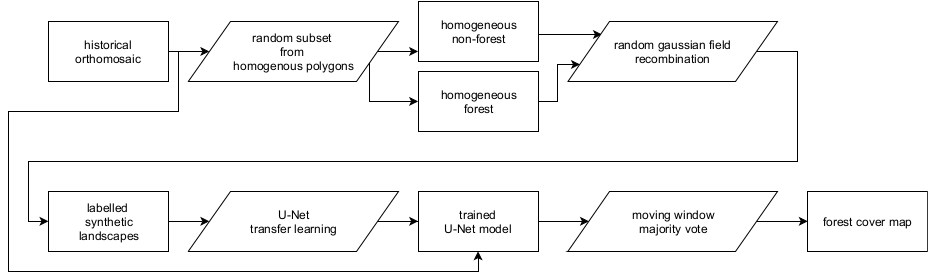 historical
orthomosaic
random subset
from
homogenous polygons
homogeneous
non-forest
homogeneous
forest
random gaussian field
recombination
labelled
synthetic
landscapes
U-Net
transfer learning
trained
U-Net model
moving window
majority vote
forest cover map